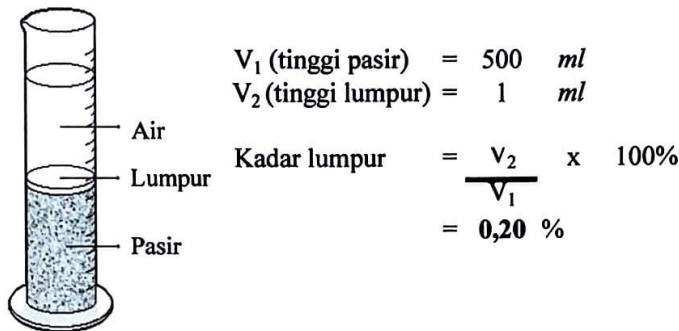 V₁ (tinggi pasir) = 500 ml
V₂ (tinggi lumpur) = 1 ml
Air
Kadar lumpur = V₂ x 100%
Lumpur
V₁
= 0,20 %
Pasir